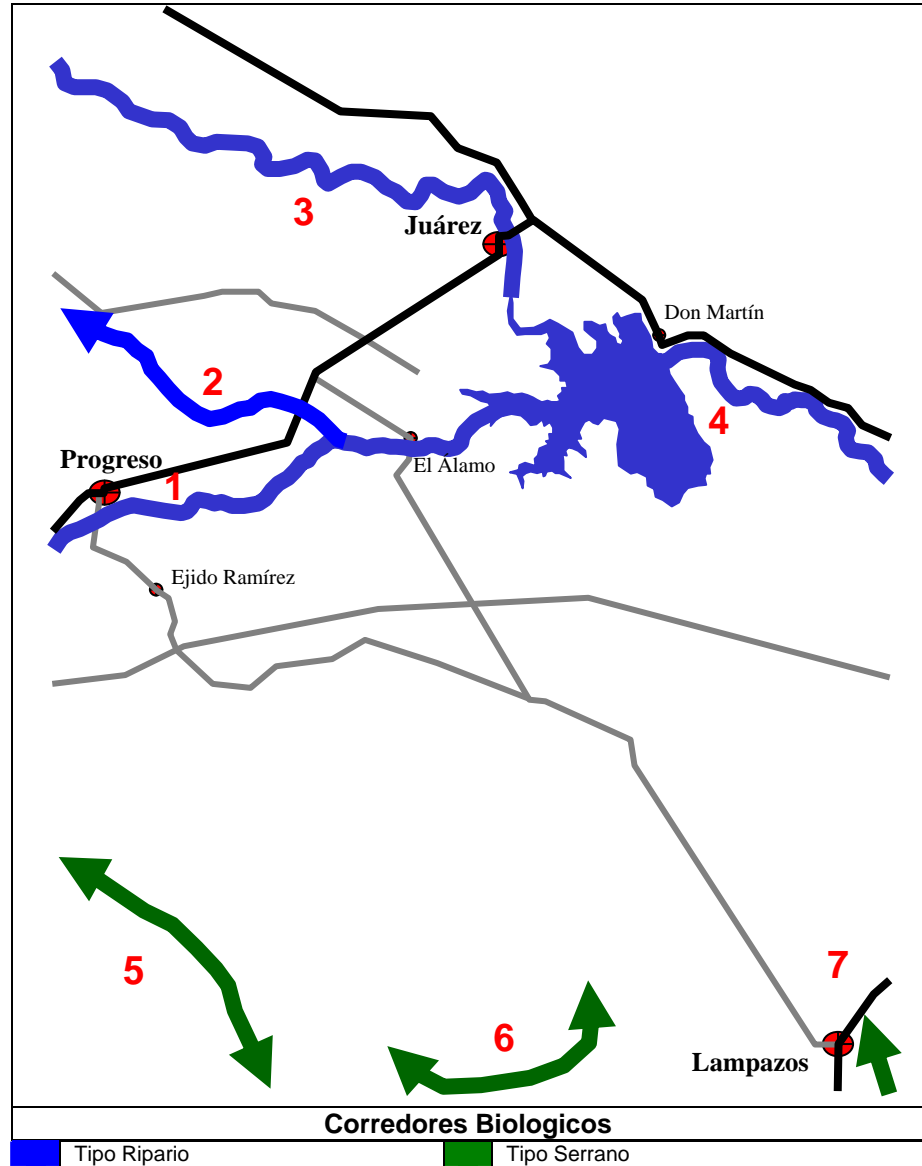 3
Juárez
Don Martín
2
4
El Álamo
Progreso
1
Ejido Ramírez
5
7
6
Lampazos
Corredores Biologicos
Tipo Ripario
Tipo Serrano